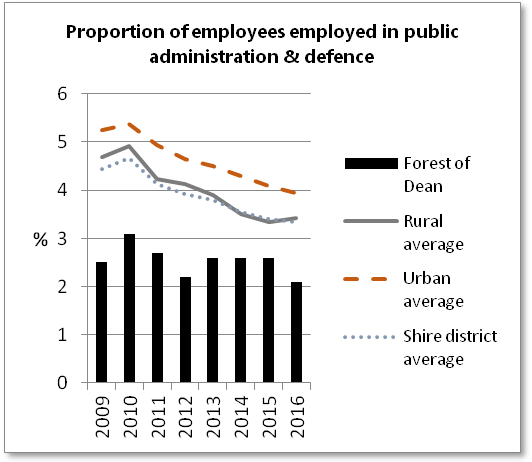 Proportion of employees employed in public
administration & defence
6
5
4
3
2
1
0
%
2009
2010
2011
2012
2013
2014
2015
2016
Forest of
Dean
Rural
average
Urban
average
Shire district
average